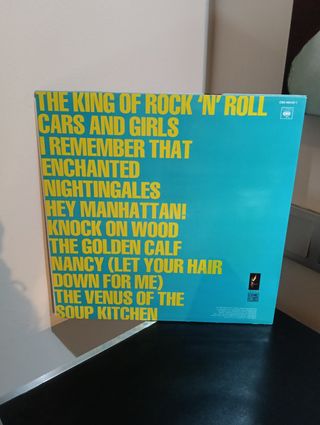 THE KING OF ROCK 'N' ROLL
CARS AND GIRLS
I REMEMBER THAT
ENCHANTED
NIGHTINGALES
HEY MANHATTAN!
KNOCK ON WOOD
THE GOLDEN CALF
NANCY (LET YOUR HAIR
DOWN FOR ME)
THE VENUS OF THE
SOUP KITCHEN